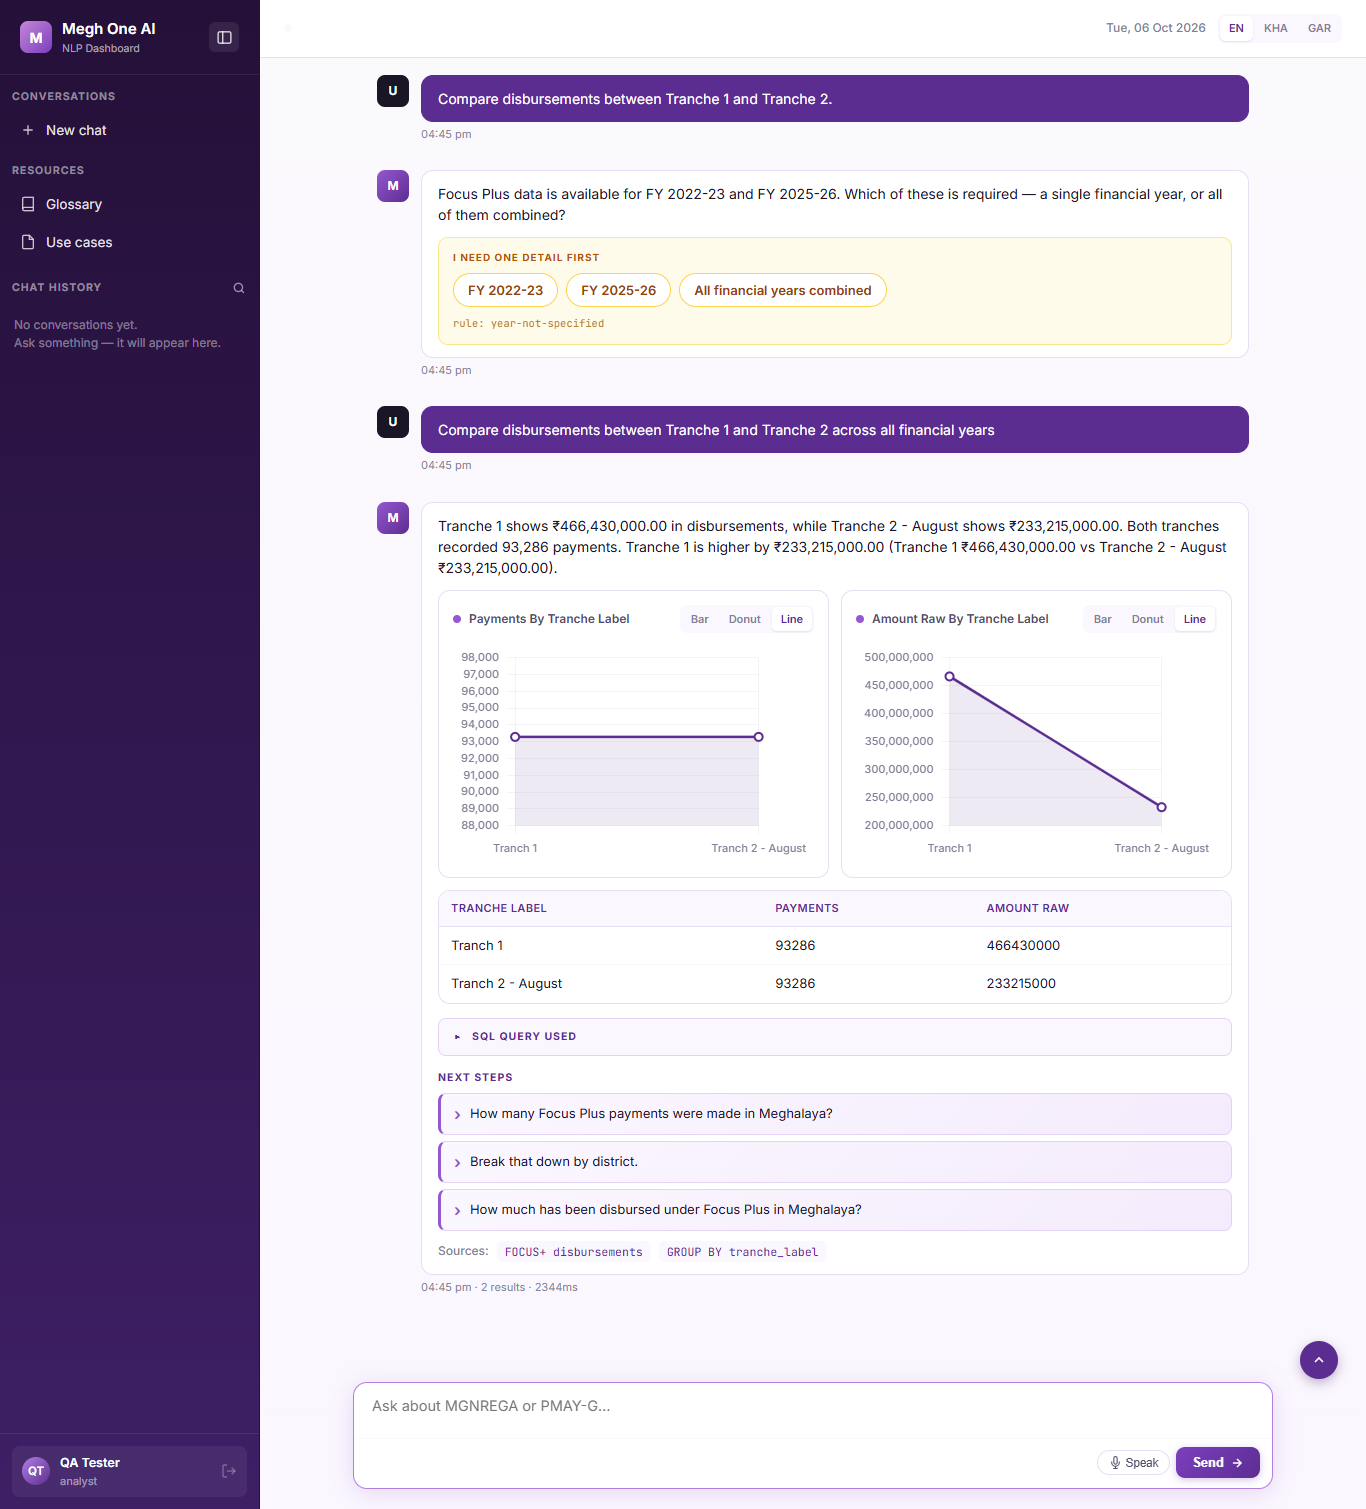 M
Megh One AI
NLP Dashboard
CONVERSATIONS
+ New chat
RESOURCES
Glossary
Use cases
CHAT HISTORY
No conversations yet.
Ask something — it will appear here.
QT
QA Tester
analyst
Tue, 06 Oct 2026
EN KHA GAR
U
Compare disbursements between Tranche 1 and Tranche 2.
04:45 pm
M
Focus Plus data is available for FY 2022-23 and FY 2025-26. Which of these is required — a single financial year, or all
of them combined?
I NEED ONE DETAIL FIRST
FY 2022-23 FY 2025-26 All financial years combined
rule: year-not-specified
04:45 pm
U
Compare disbursements between Tranche 1 and Tranche 2 across all financial years
04:45 pm
M
Tranche 1 shows ₹466,430,000.00 in disbursements, while Tranche 2 - August shows ₹233,215,000.00. Both tranches
recorded 93,286 payments. Tranche 1 is higher by ₹233,215,000.00 (Tranche 1 ₹466,430,000.00 vs Tranche 2 - August
₹233,215,000.00).
Payments By Tranche Label
Bar Donut Line
98,000
97,000
96,000
95,000
94,000
93,000
92,000
91,000
90,000
89,000
88,000
Tranch 1 Tranch 2 - August
Amount Raw By Tranche Label
Bar Donut Line
500,000,000
450,000,000
400,000,000
350,000,000
300,000,000
250,000,000
200,000,000
Tranch 1 Tranch 2 - August
TRANCHE LABEL PAYMENTS AMOUNT RAW
Tranch 1 93286 466430000
Tranch 2 - August 93286 233215000
SQL QUERY USED
NEXT STEPS
How many Focus Plus payments were made in Meghalaya?
Break that down by district.
How much has been disbursed under Focus Plus in Meghalaya?
Sources: FOCUS+ disbursements GROUP BY tranche_label
04:45 pm · 2 results · 2344ms
Ask about MGNREGA or PMAY-G...
Speak
Send →